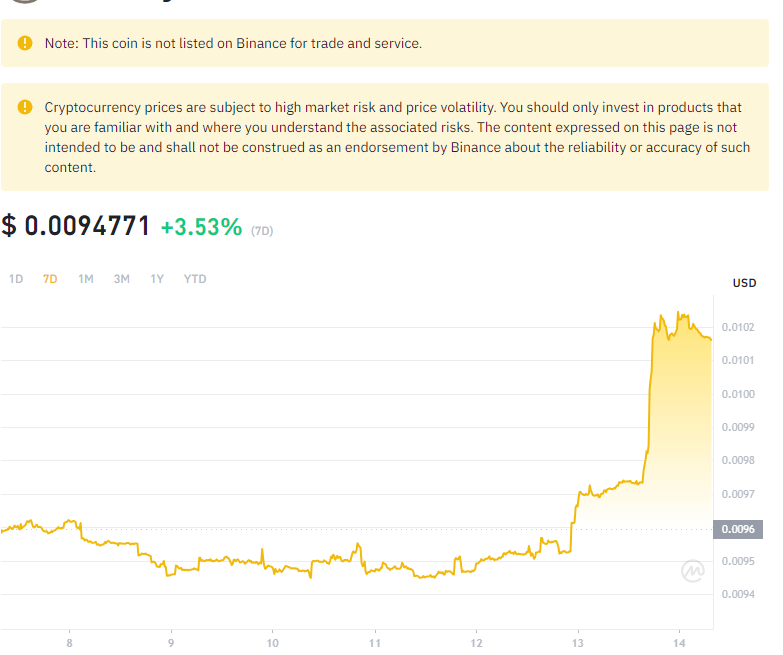 Note: This coin is not listed on Binance for trade and service.
Cryptocurrency prices are subject to high market risk and price volatility. You should only invest in products that
you are familiar with and where you understand the associated risks. The content expressed on this page is not
intended to be and shall not be construed as an endorsement by Binance about the reliability or accuracy of such
content.
$ 0.0094771 +3.53% (7D)
1D 7D 1M 3M 1Y YTD
USD
0.0102
0.0101
0.0100
0.0099
0.0098
0.0097
0.0096
0.0095
0.0094
8 9 10 11 12 13 14